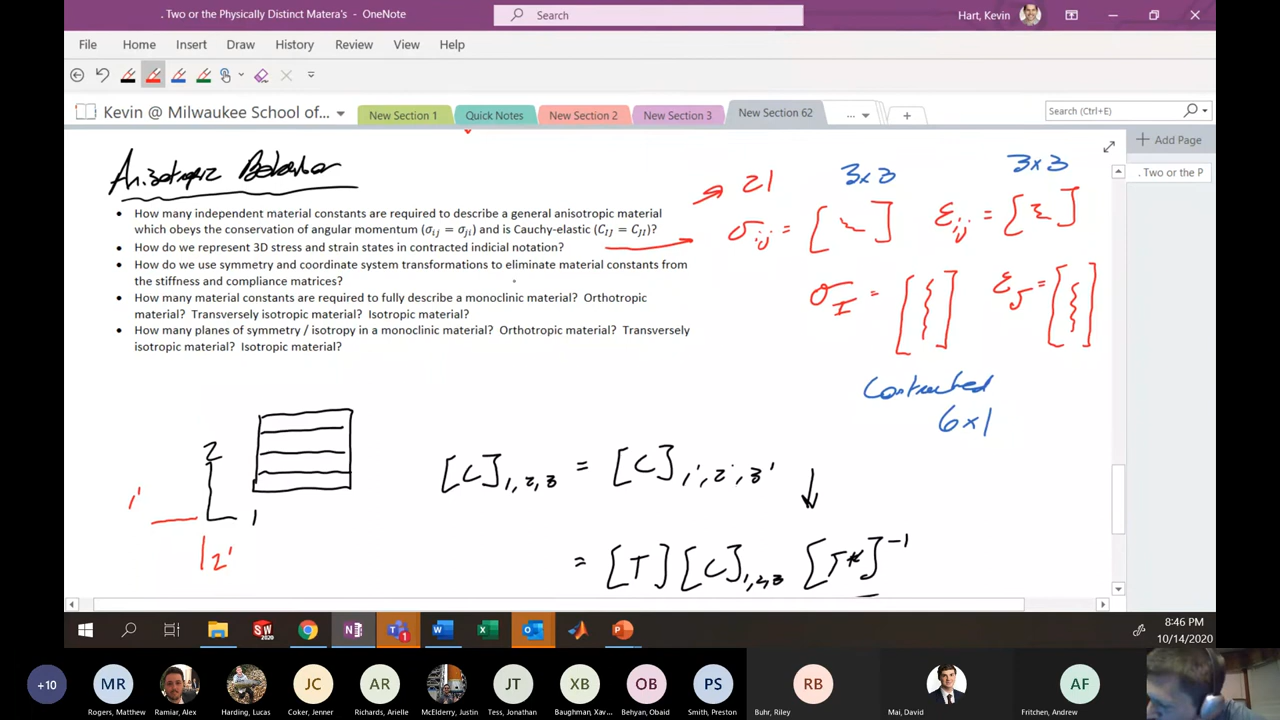 . Two or the Physically Distinct Matera's - OneNote
Search
Hart, Kevin
File Home Insert Draw History Review View Help
Kevin @ Milwaukee School of...
New Section 1
Quick Notes
New Section 2
New Section 3
New Section 62
...
Search (Ctrl+E)
Add Page
. Two or the P
Anisotropic Behavior
• How many independent material constants are required to describe a general anisotropic material
which obeys the conservation of angular momentum (σij = σji) and is Cauchy-elastic (CIJ = CJI)?
• How do we represent 3D stress and strain states in contracted indicial notation?
• How do we use symmetry and coordinate system transformations to eliminate material constants from
the stiffness and compliance matrices?
• How many material constants are required to fully describe a monoclinic material? Orthotropic
material? Transversely isotropic material? Isotropic material?
• How many planes of symmetry / isotropy in a monoclinic material? Orthotropic material? Transversely
isotropic material? Isotropic material?
→ 21
3x3
3x3
σij = [ ]
εij = [ ]
σI = [ ]
εJ = [ ]
Contracted
6x1
2
1
1'
2'
[C]1,2,3 = [C]1',2',3'
= [T][C]1,2,3 [T*]-1
8:46 PM
10/14/2020
SW
2020
1
+10
MR
Rogers, Matthew
Ramiar, Alex
Harding, Lucas
JC
Coker, Jenner
AR
Richards, Arielle
McElderry, Justin
JT
Tess, Jonathan
XB
Baughman, Xav...
OB
Behyan, Obaid
PS
Smith, Preston
RB
Buhr, Riley
Mai, David
AF
Fritchen, Andrew